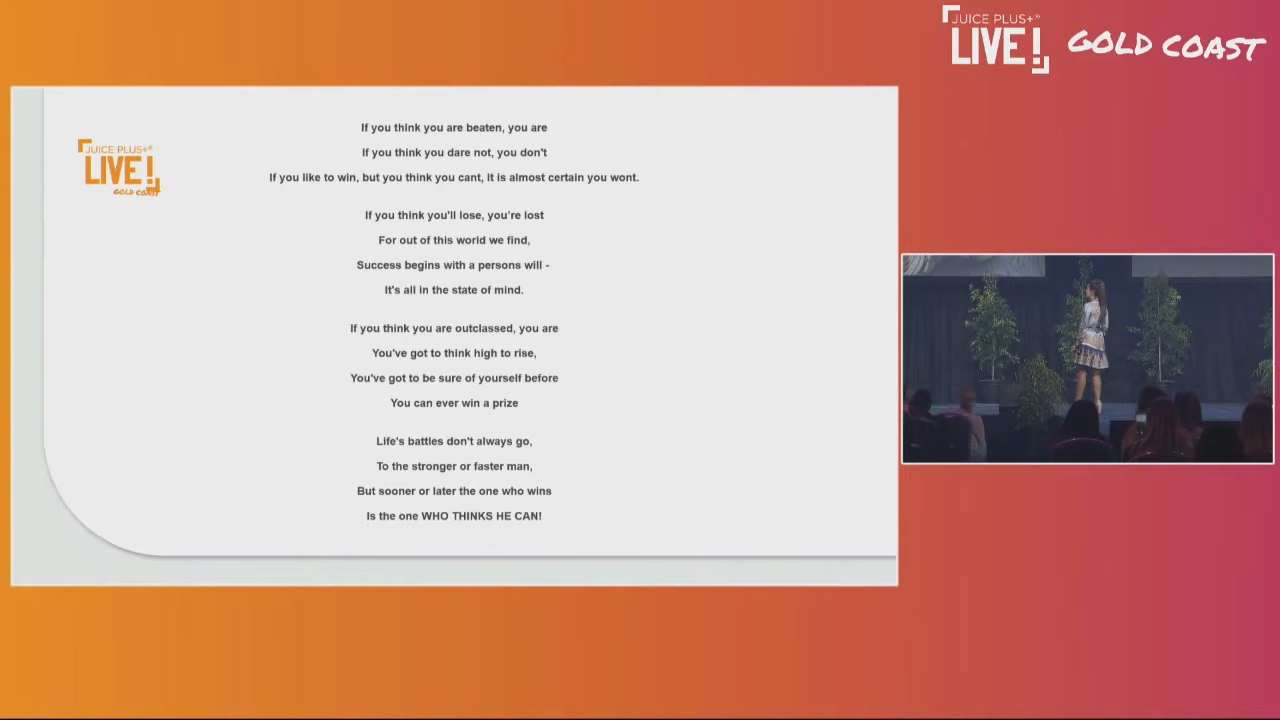 JUICE PLUS+®
LIVE!
GOLD COAST
JUICE PLUS+®
LIVE!
GOLD COAST
If you think you are beaten, you are
If you think you dare not, you don't
If you like to win, but you think you cant, it is almost certain you wont.
If you think you'll lose, you're lost
For out of this world we find,
Success begins with a persons will -
It's all in the state of mind.
If you think you are outclassed, you are
You've got to think high to rise,
You've got to be sure of yourself before
You can ever win a prize
Life's battles don't always go,
To the stronger or faster man,
But sooner or later the one who wins
Is the one WHO THINKS HE CAN!